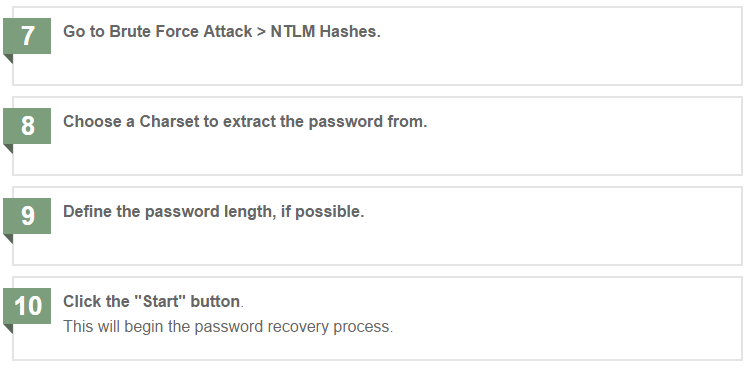 7
Go to Brute Force Attack > NTLM Hashes.
8
Choose a Charset to extract the password from.
9
Define the password length, if possible.
10
Click the "Start" button.
This will begin the password recovery process.